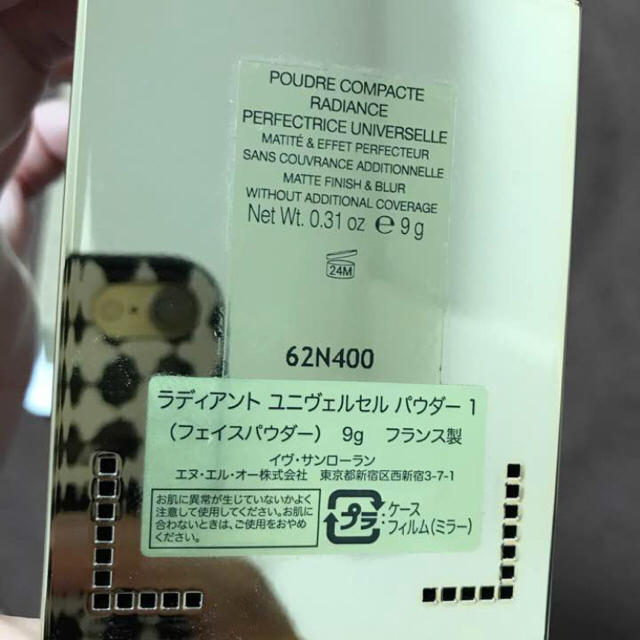 POUDRE COMPACTE
RADIANCE
PERFECTRICE UNIVERSELLE
MATITÉ & EFFET PERFECTEUR
SANS COUVRANCE ADDITIONNELLE
MATTE FINISH & BLUR
WITHOUT ADDITIONAL COVERAGE
Net Wt. 0.31 oz ℮ 9 g
24M
62N400
ラディアント ユニヴェルセル パウダー 1
(フェイスパウダー) 9g フランス製
イヴ・サンローラン
エヌ・エル・オー株式会社 東京都新宿区西新宿3-7-1
お肌に異常が生じていないかよく
注意して使用してください。お肌に
合わないときは、ご使用をおやめ
ください。
プラ
:ケース
フィルム(ミラー)